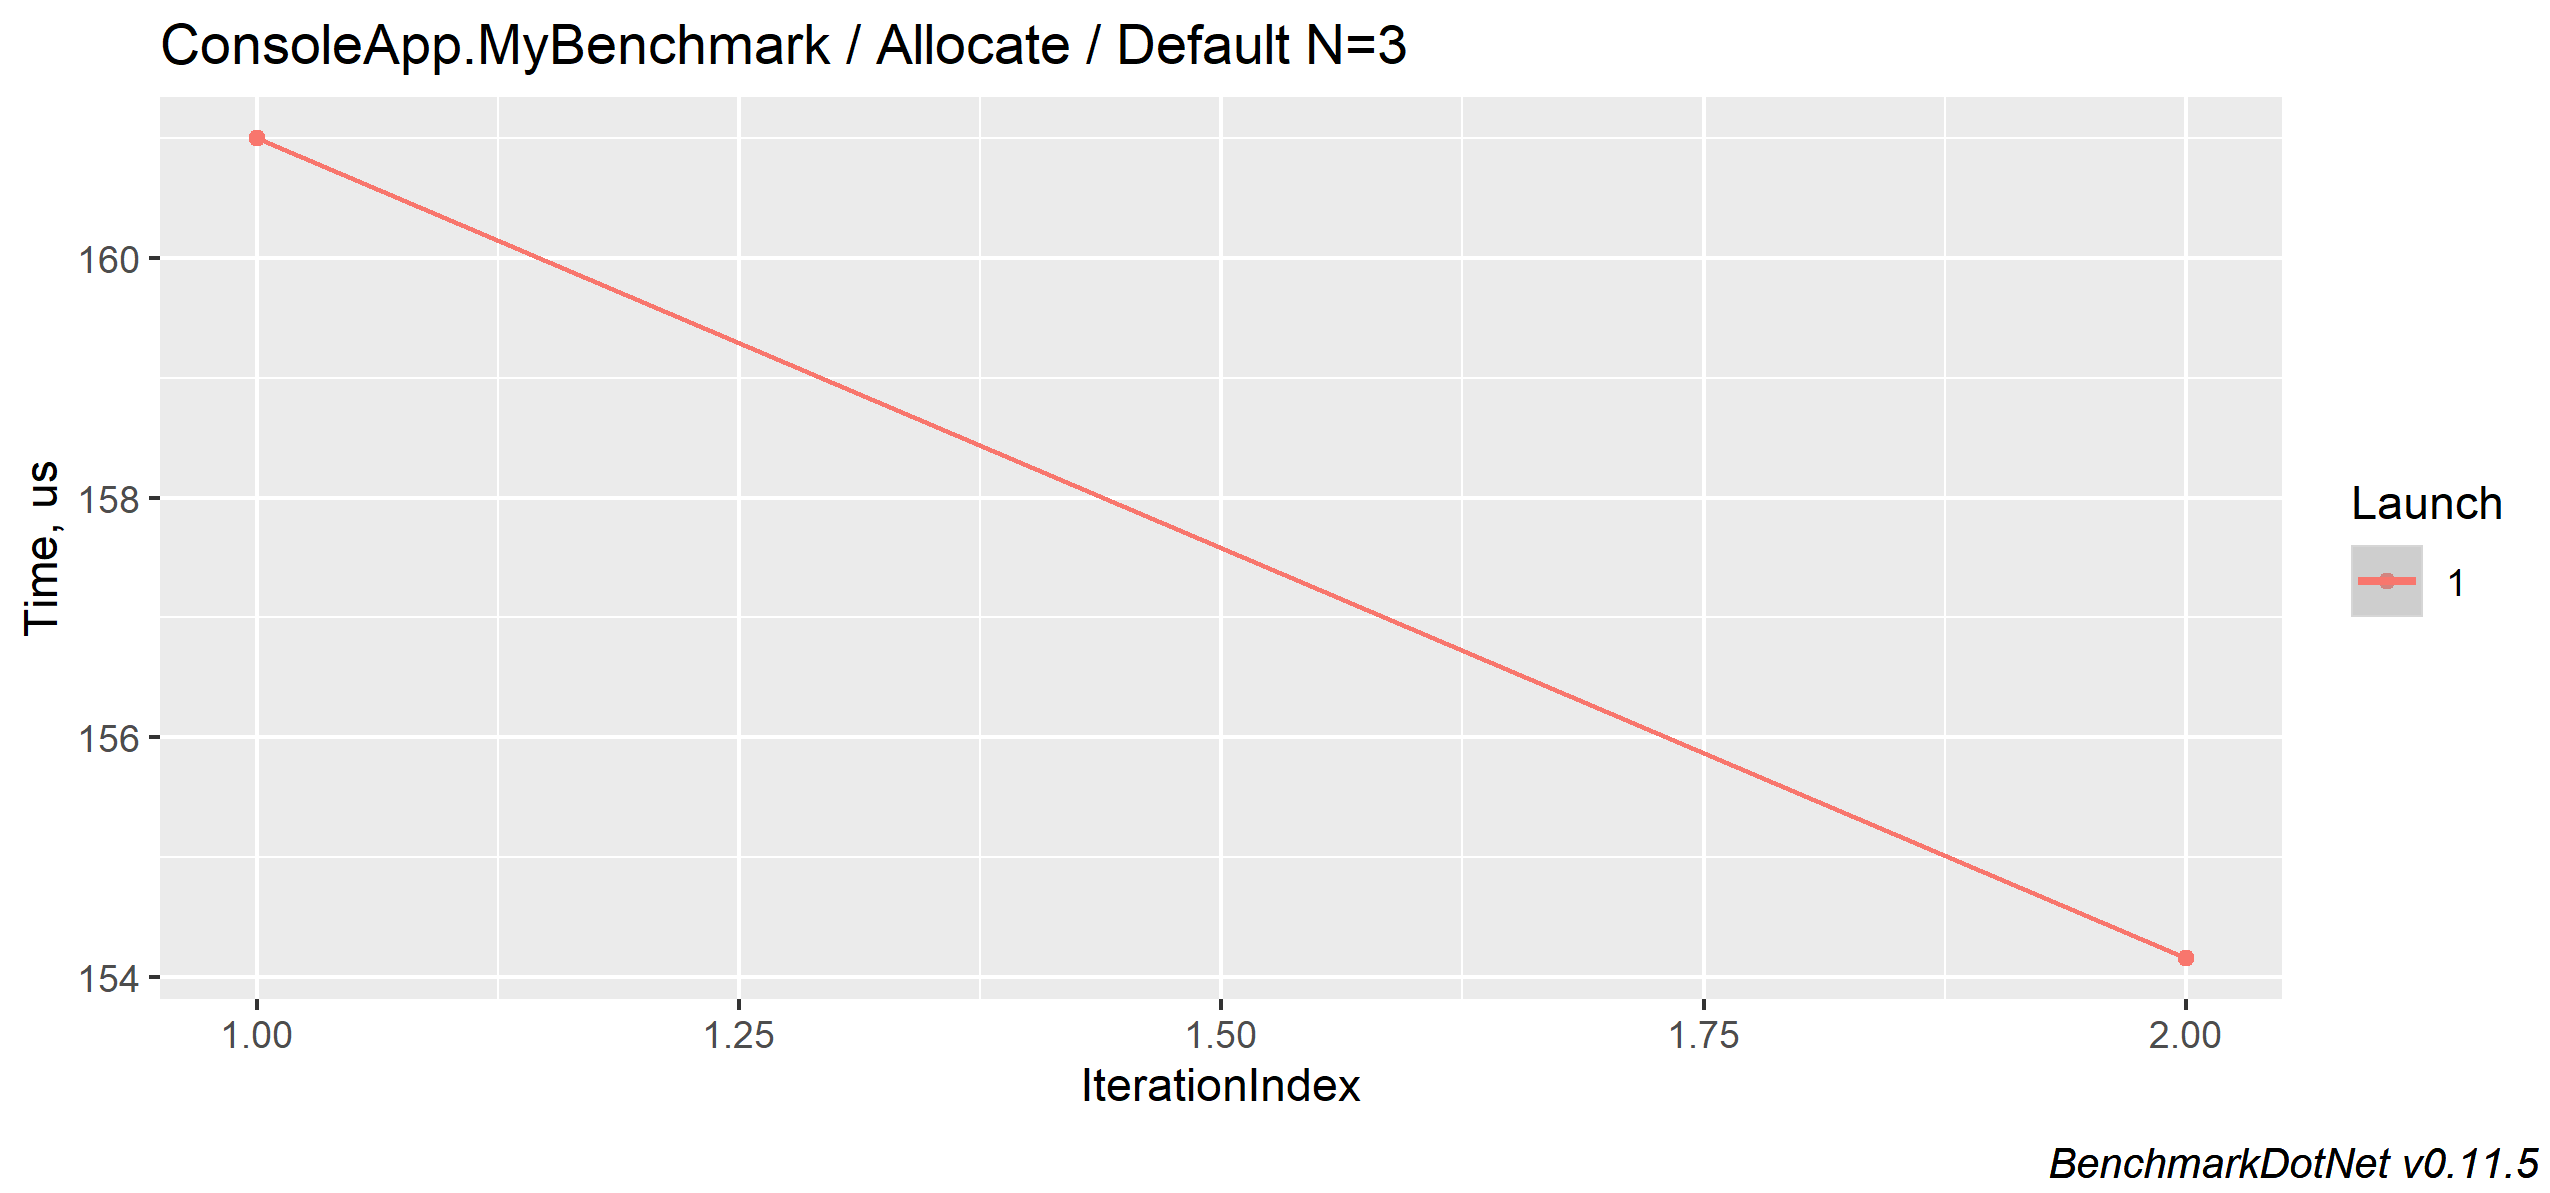 ConsoleApp.MyBenchmark / Allocate / Default N=3
Time, us
160
158
156
154
1.00 1.25 1.50 1.75 2.00
IterationIndex
Launch
1
BenchmarkDotNet v0.11.5